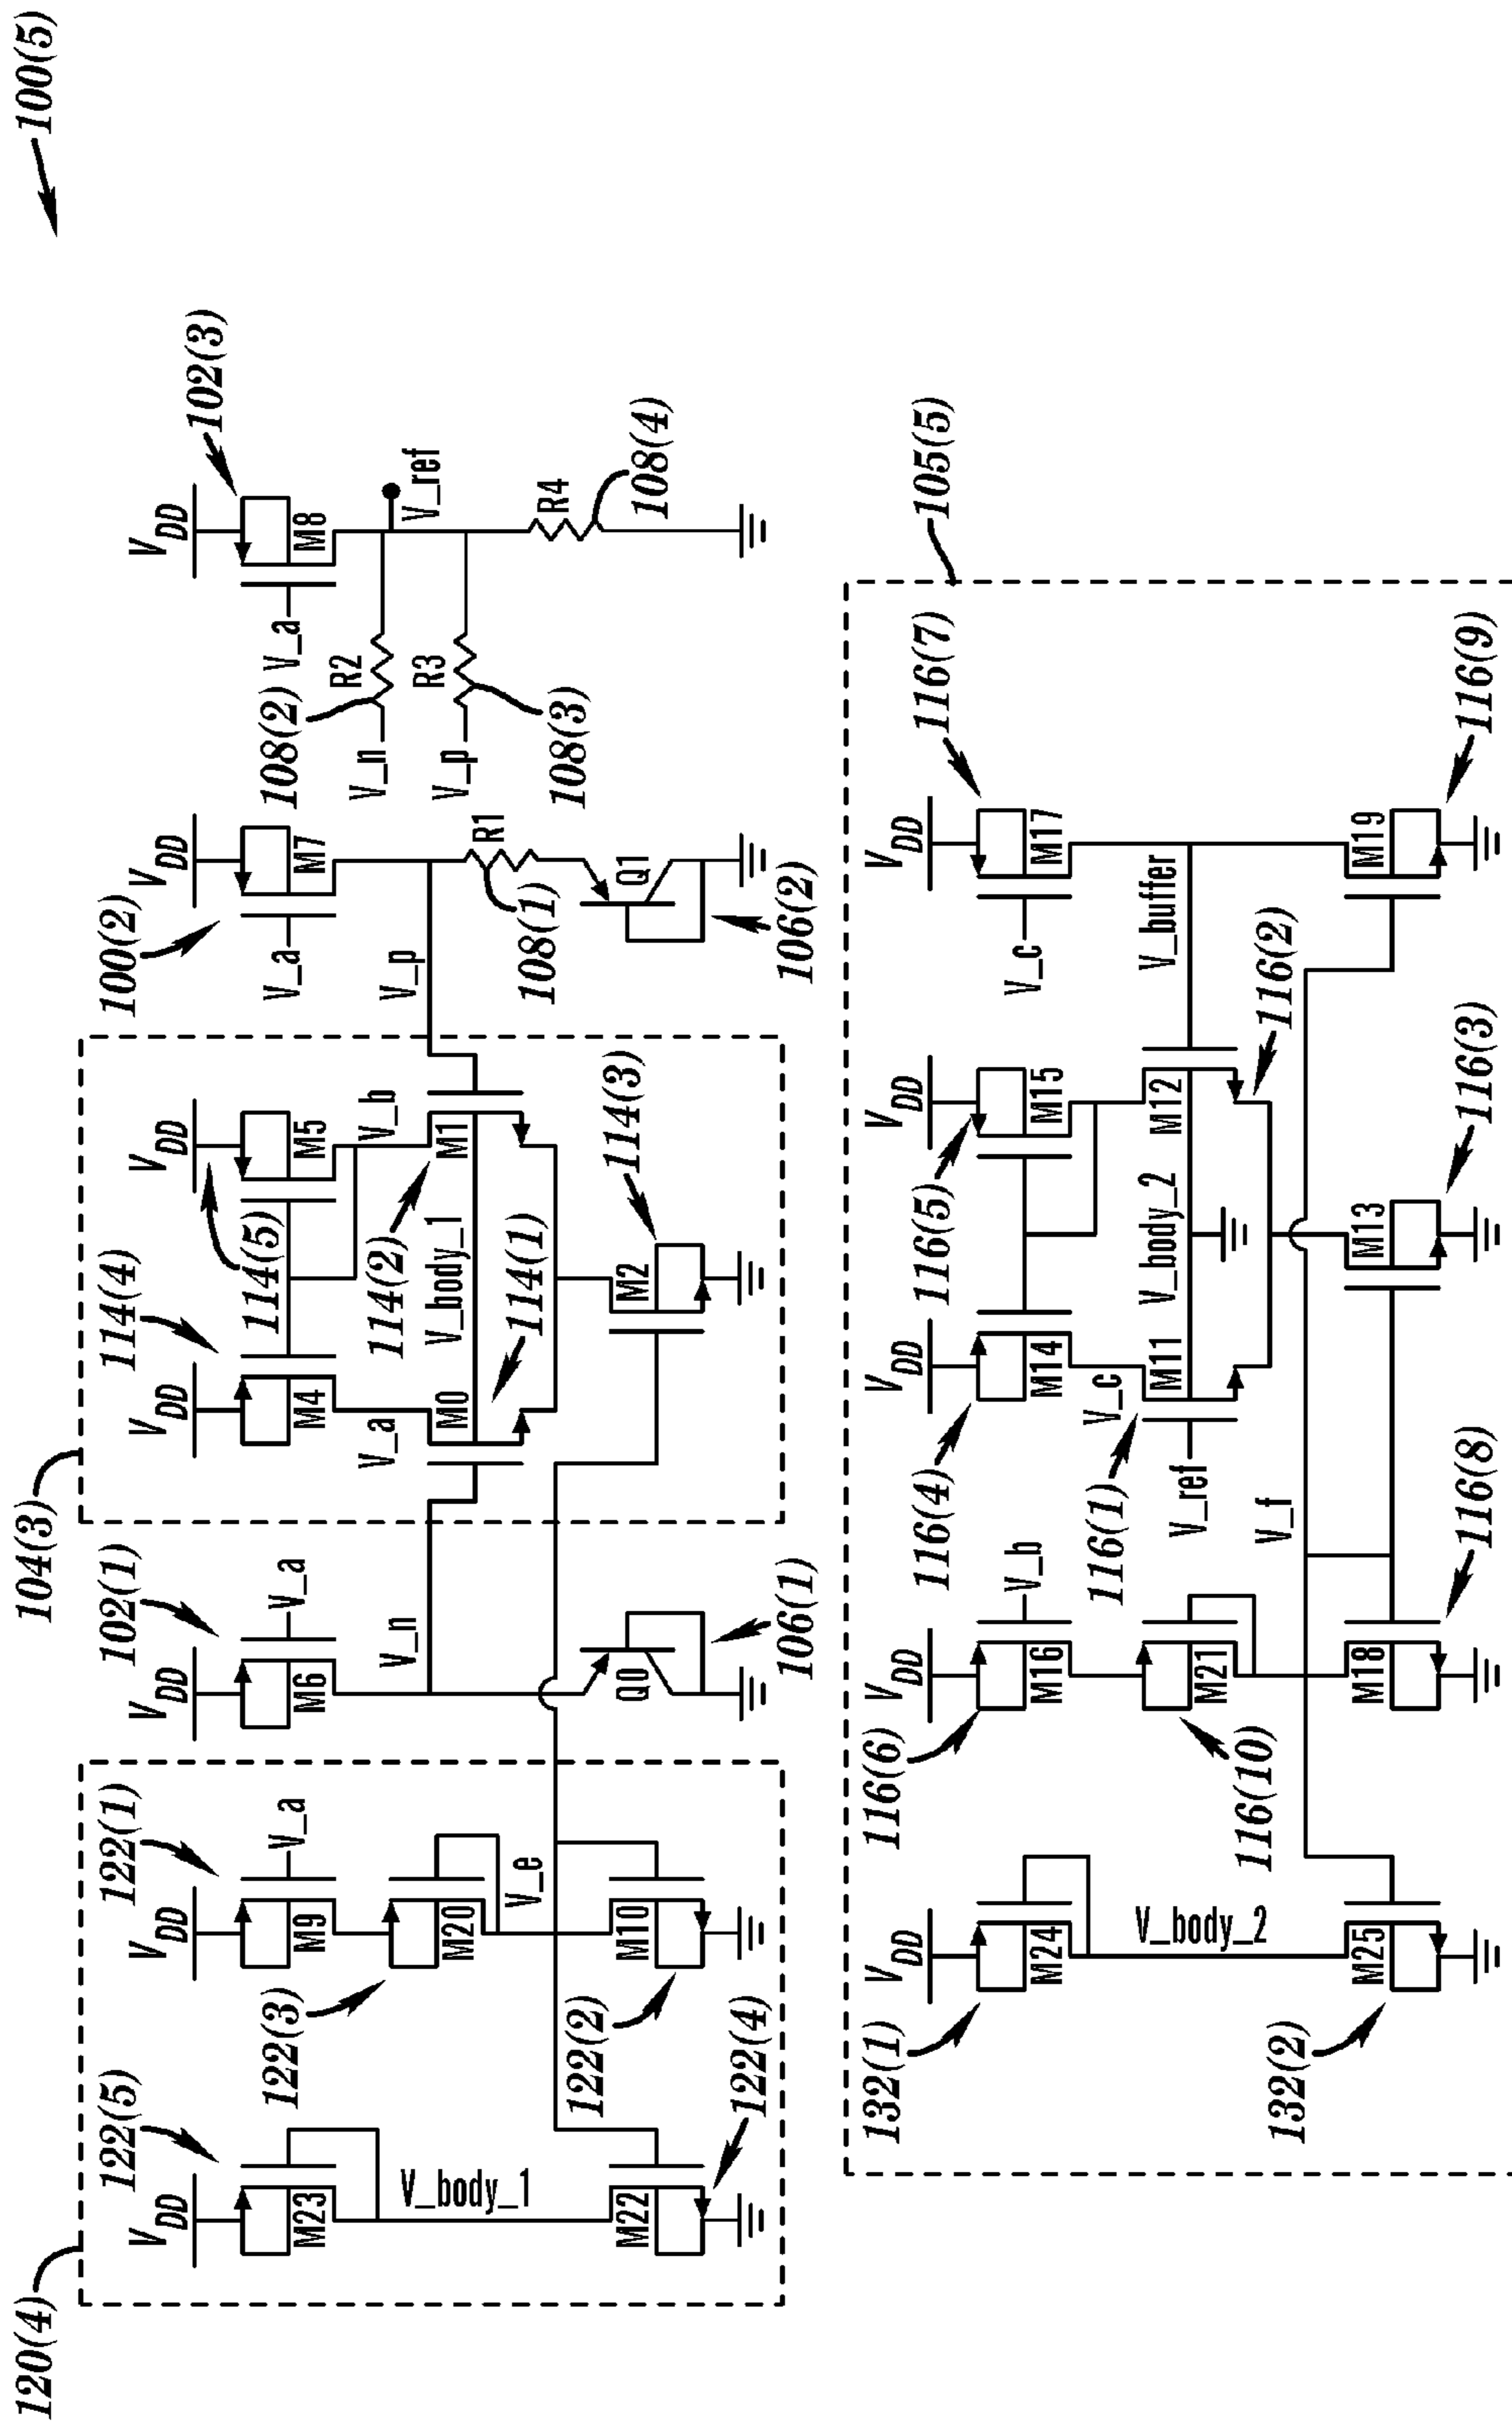 100(5)
120(4)
122(5)
V_DD
M23
V_body_1
M22
122(4)
122(1)
V_DD
V_a
M9
122(3)
M20
V_e
122(2)
M10
102(1)
V_DD
V_a
M6
V_n
Q0
106(1)
104(3)
114(4)
V_DD
M4
V_a
M0
114(5)
V_DD
M5
V_b
114(2)
M1
V_body_1
114(1)
M2
114(3)
100(2)
V_DD
V_a
M7
V_p
R1
108(1)
Q1
106(2)
102(3)
V_DD
V_a
M8
V_ref
108(2)
R2
V_n
R3
V_p
108(3)
R4
108(4)
105(5)
132(1)
V_DD
M24
V_body_2
M25
132(2)
116(6)
V_DD
V_b
M16
M21
116(10)
V_f
M18
116(8)
116(4)
V_DD
M14
V_c
M11
116(1)
V_ref
116(5)
V_DD
M15
M12
V_body_2
116(2)
M13
116(3)
116(7)
V_DD
V_c
M17
V_buffer
M19
116(9)